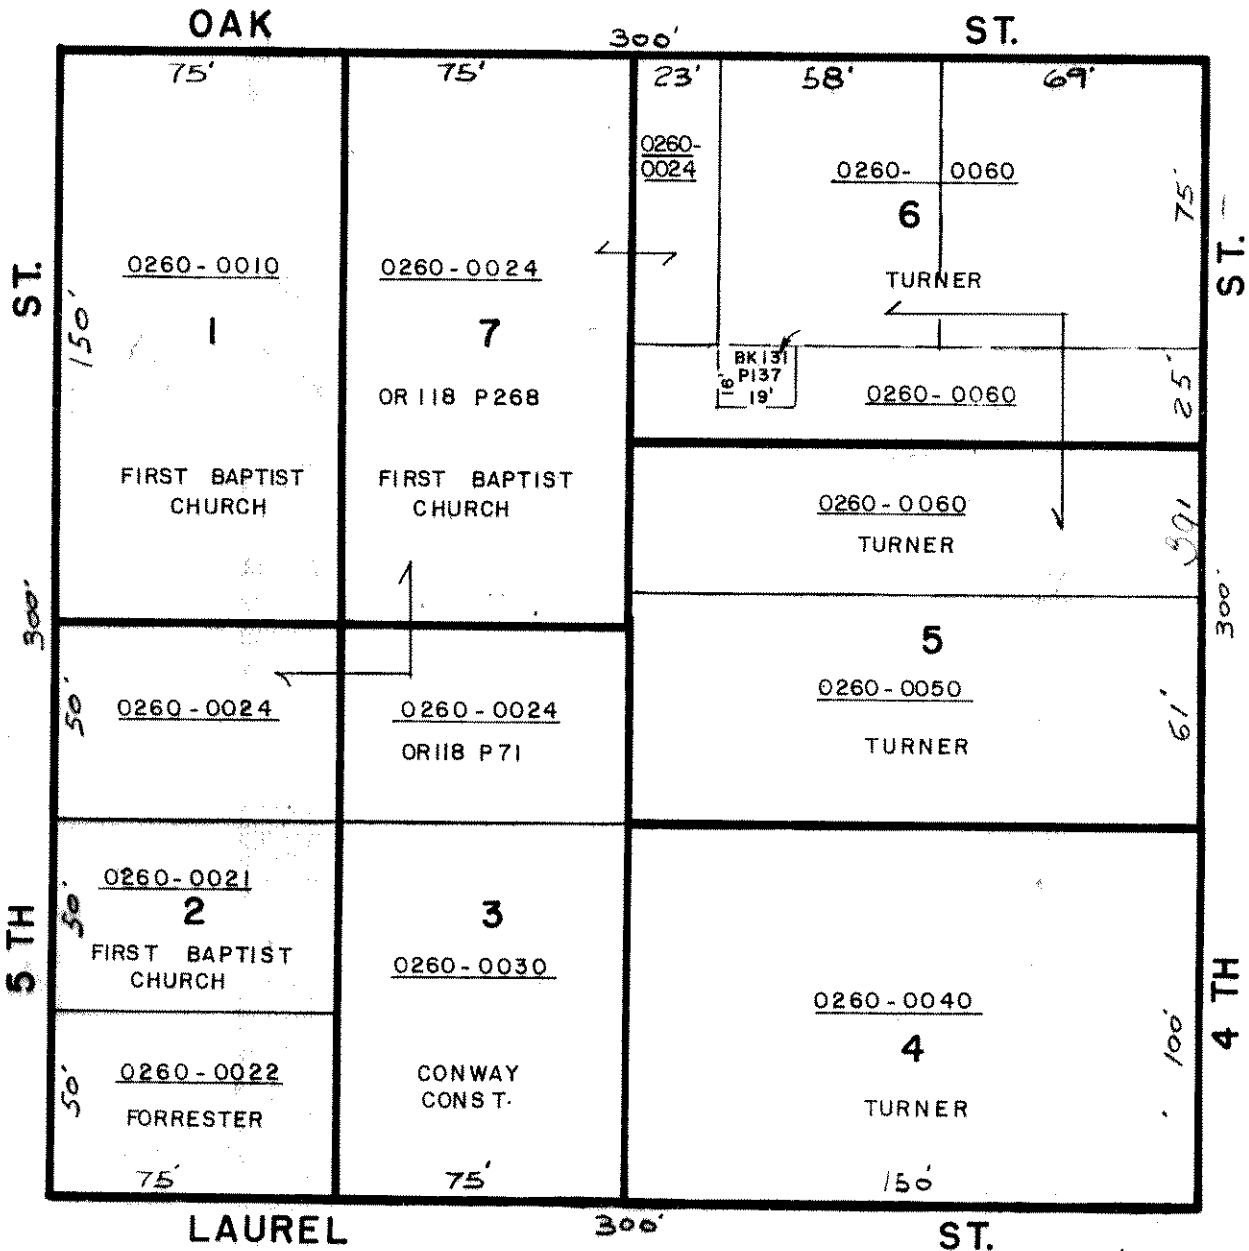 OAK
300'
ST.
75'
75'
23'
58'
69'
0260-
0024
0260- 0060
6
TURNER
75'
ST.
ST.
0260-0010
1
150'
0260-0024
7
OR 118 P268
FIRST BAPTIST
CHURCH
FIRST BAPTIST
CHURCH
BK 131
P137
19'
0260-0060
25'
0260-0060
TURNER
300'
300'
5
0260-0050
TURNER
61'
50'
0260-0024
0260-0024
OR118 P71
0260-0021
2
50'
FIRST BAPTIST
CHURCH
3
0260-0030
5 TH
4 TH
0260-0040
4
100'
TURNER
50'
0260-0022
FORRESTER
CONWAY
CONST.
75'
75'
150'
LAUREL
300'
ST.